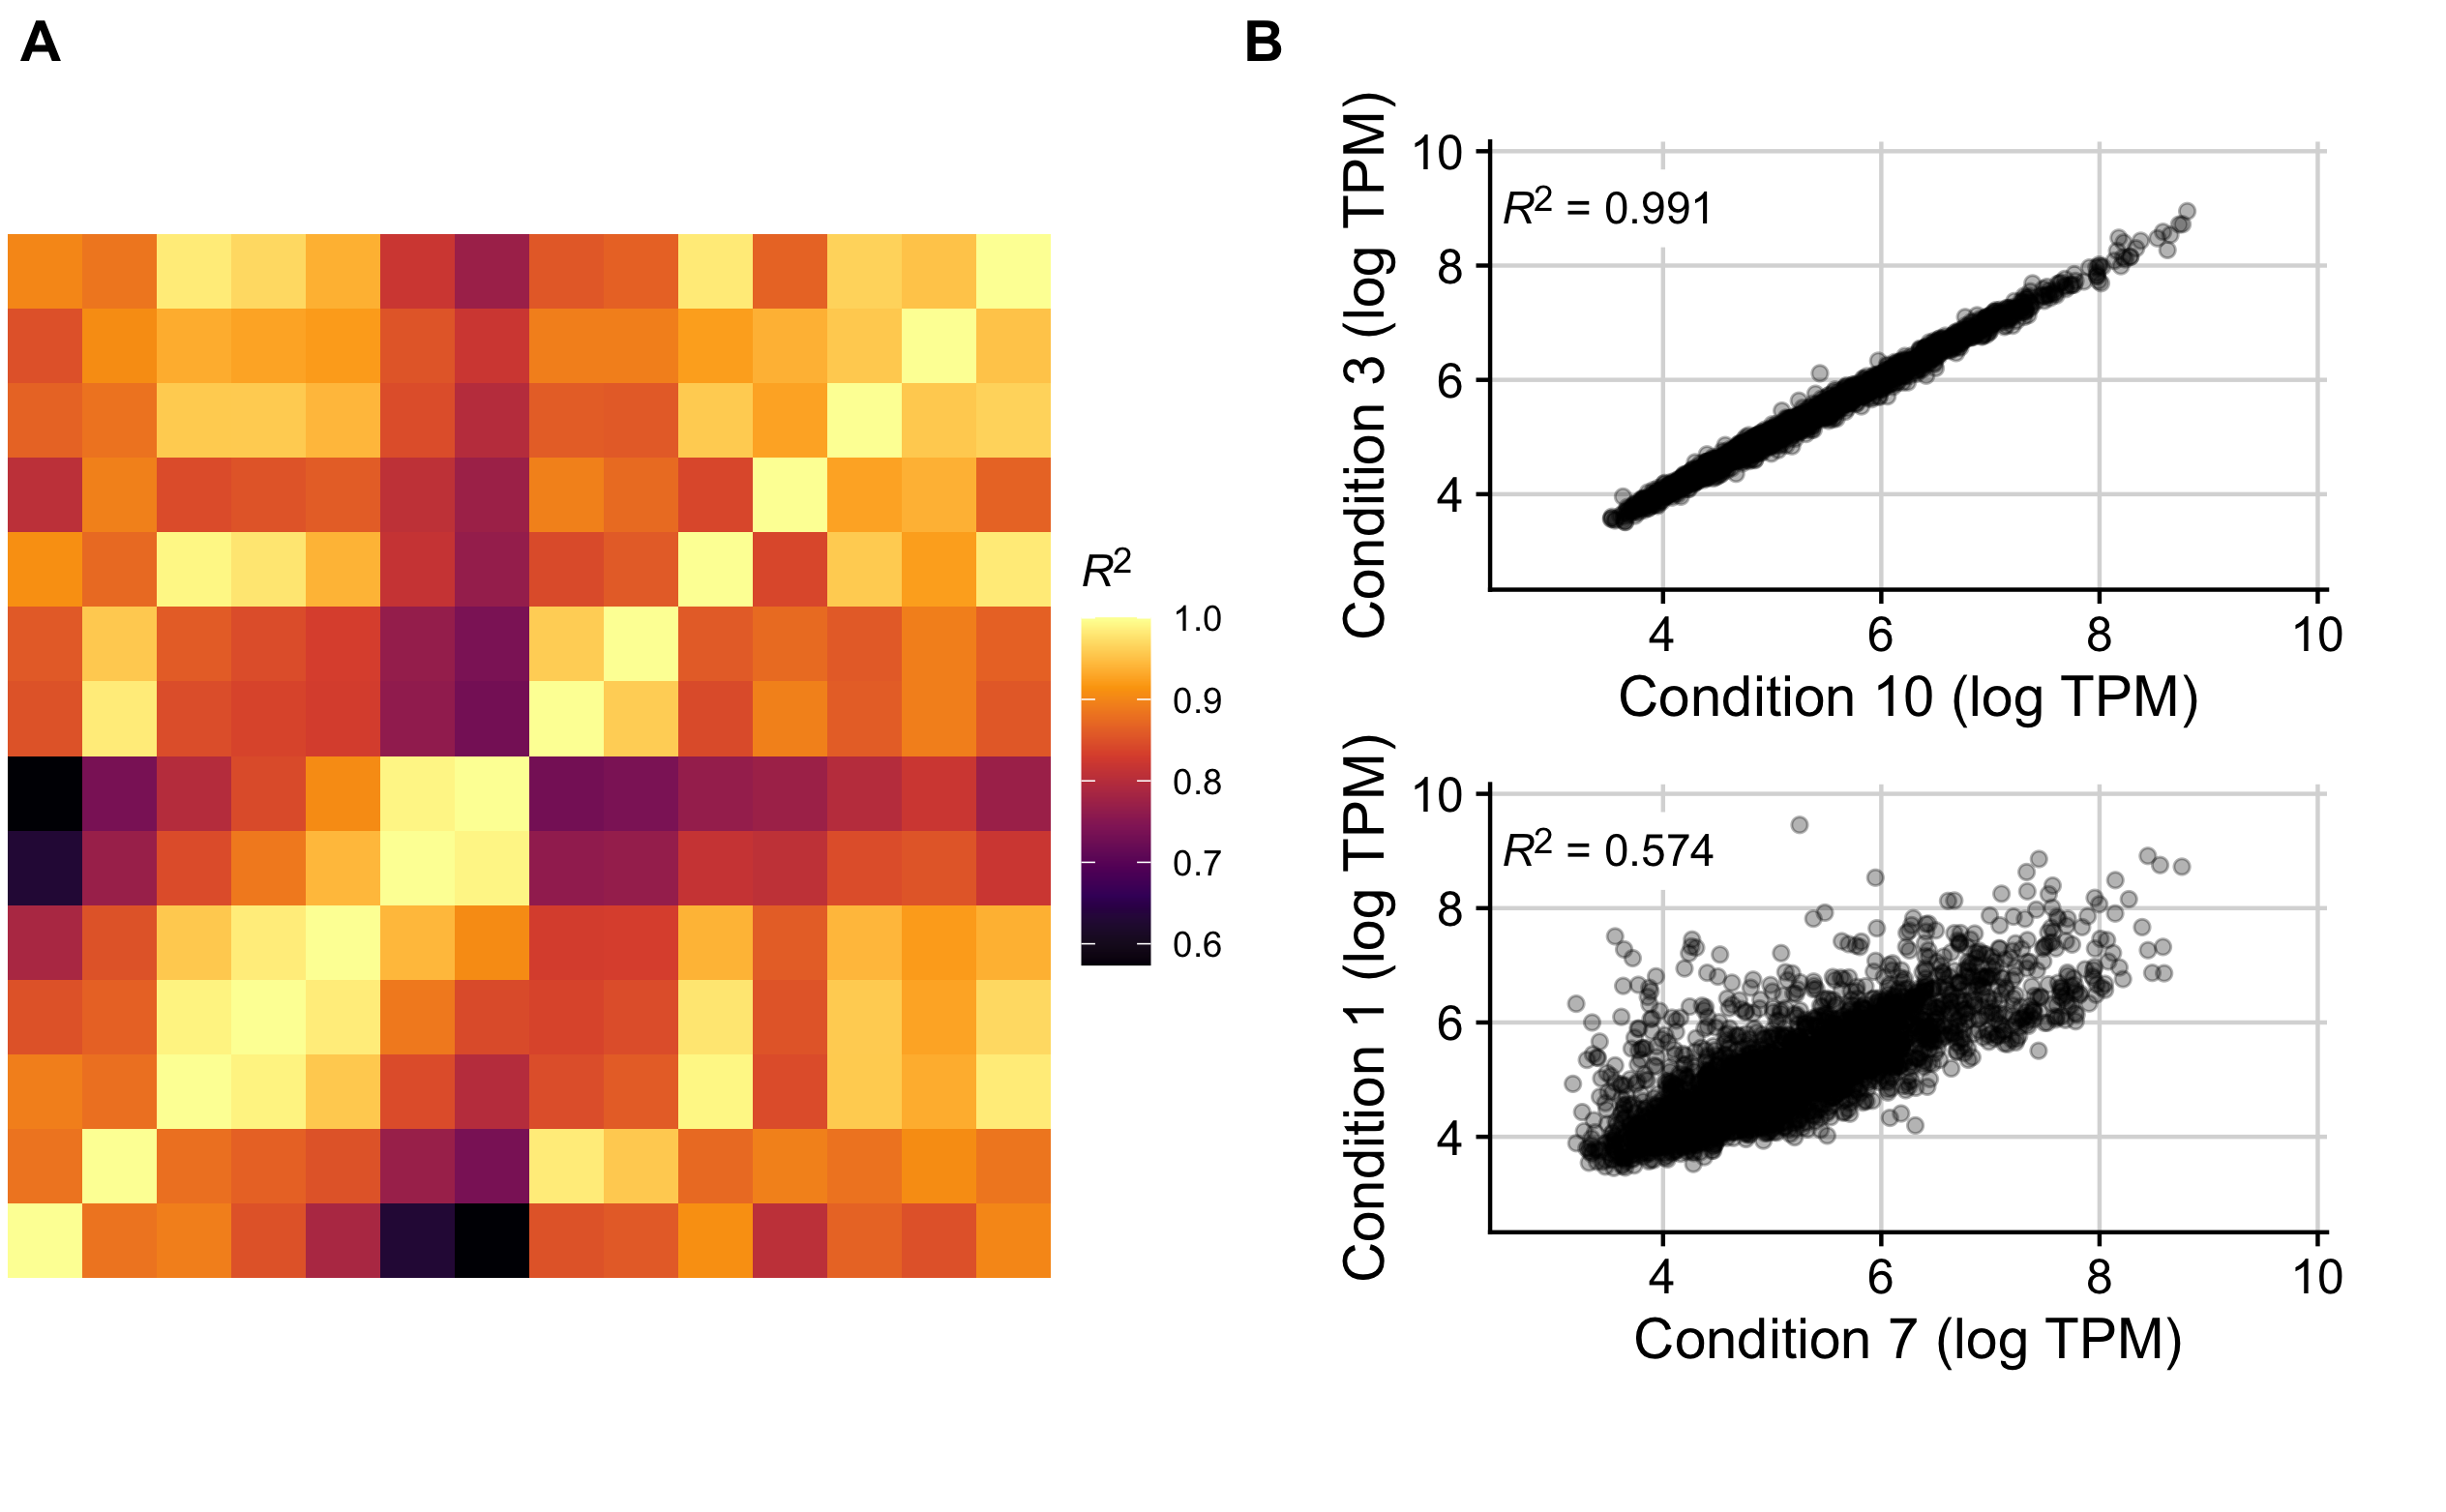 A
B
R²
1.0
0.9
0.8
0.7
0.6
Condition 3 (log TPM)
10
8
6
4
R² = 0.991
4 6 8 10
Condition 10 (log TPM)
Condition 1 (log TPM)
10
8
6
4
R² = 0.574
4 6 8 10
Condition 7 (log TPM)